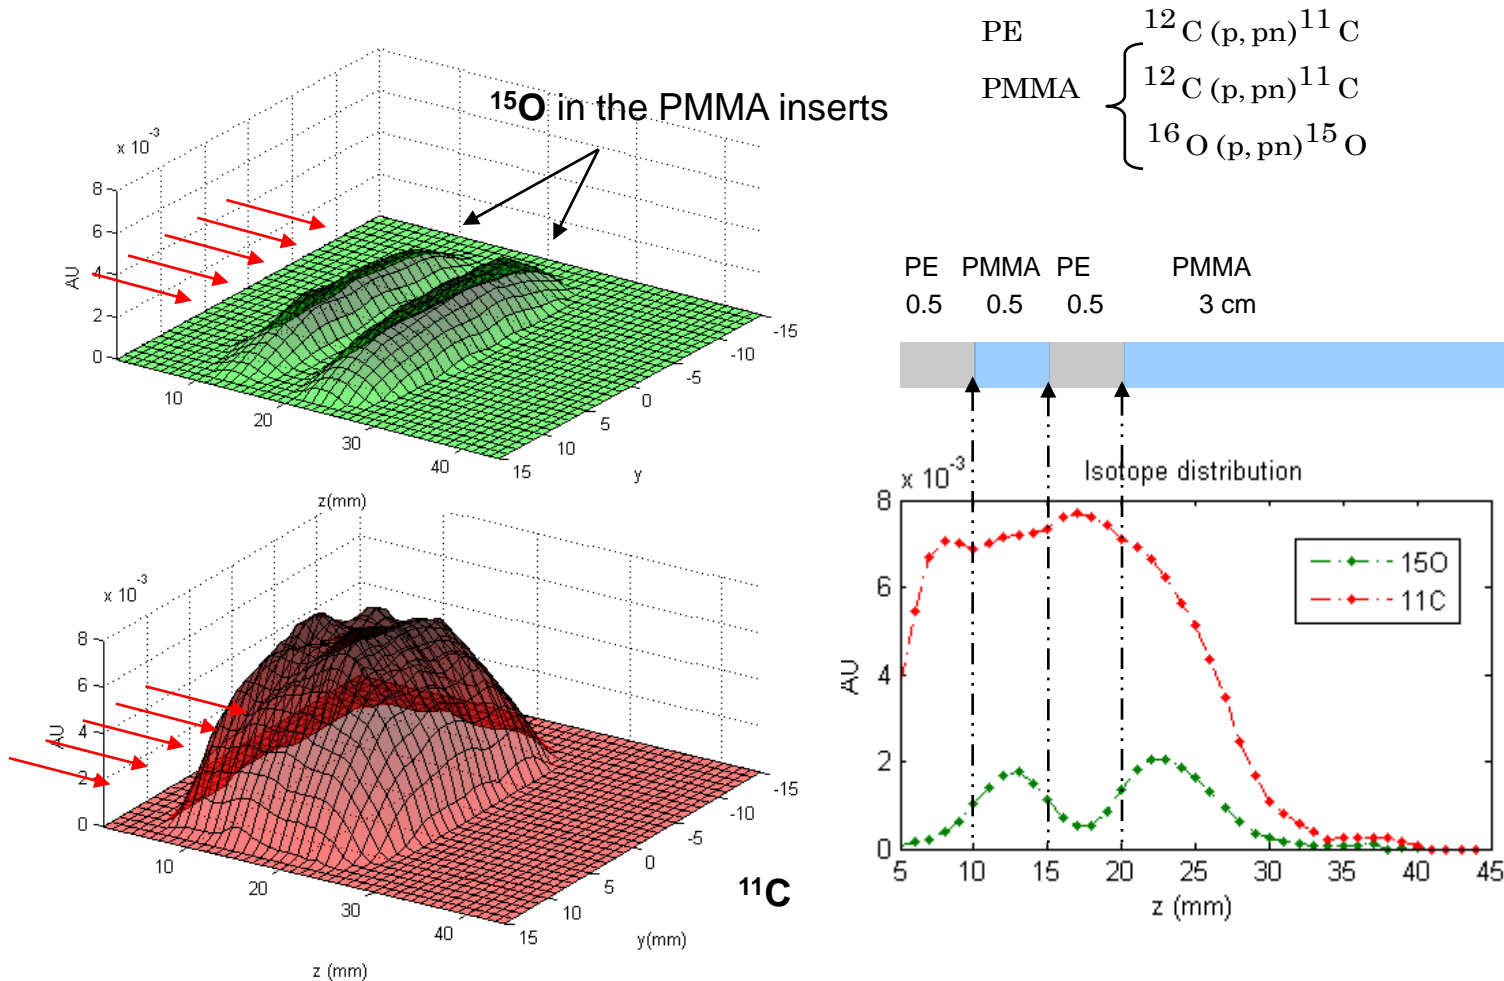 PE ¹²C (p, pn) ¹¹C
PMMA ¹²C (p, pn) ¹¹C
¹⁶O (p, pn) ¹⁵O
¹⁵O in the PMMA inserts
x 10⁻³
8
6
4
2
0
AU
10
20
30
40
z(mm)
-15
-10
-5
0
5
10
15
y
x 10⁻³
8
6
4
2
0
AU
10
20
30
40
z (mm)
-15
-10
-5
0
5
10
15
y(mm)
¹¹C
PE PMMA PE PMMA
0.5 0.5 0.5 3 cm
x 10⁻³
Isotope distribution
8
6
4
2
0
AU
15O
11C
5 10 15 20 25 30 35 40 45
z (mm)